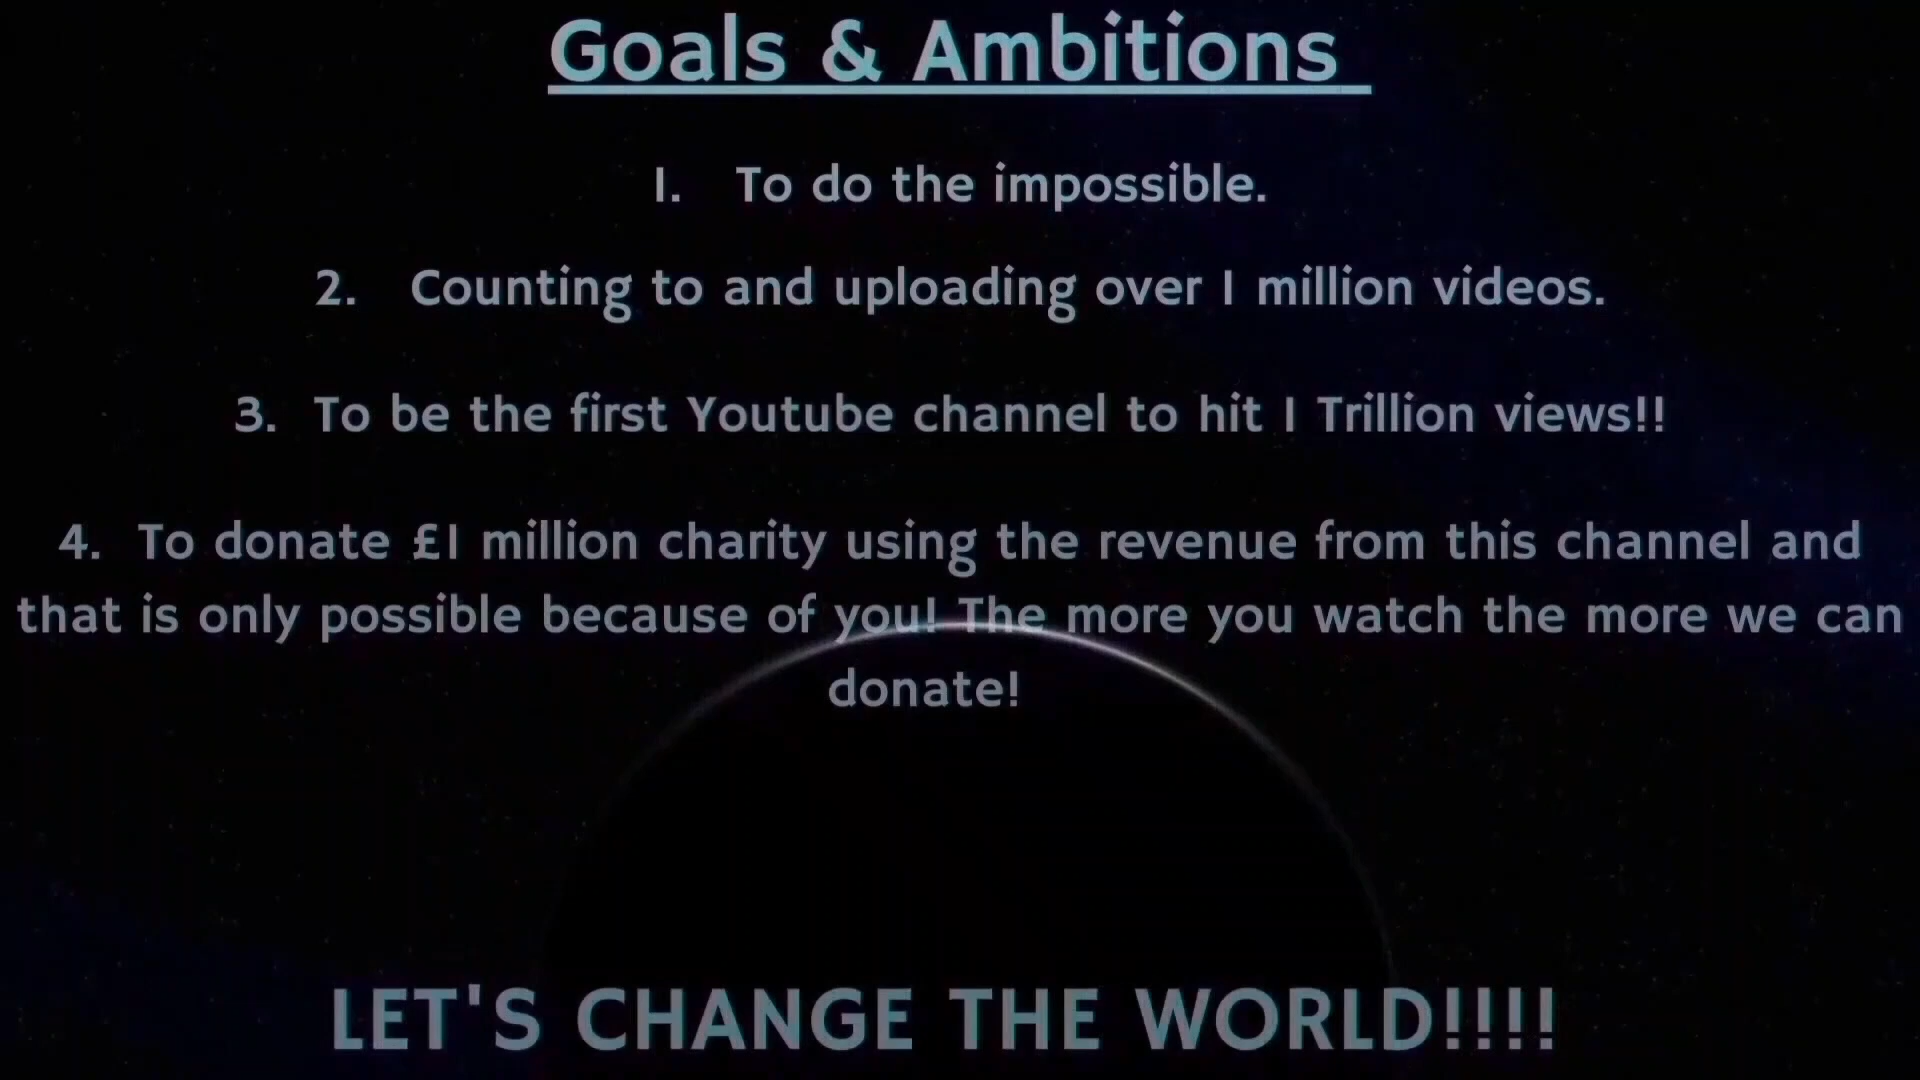 Goals & Ambitions
1. To do the impossible.
2. Counting to and uploading over 1 million videos.
3. To be the first Youtube channel to hit 1 Trillion views!!
4. To donate £1 million charity using the revenue from this channel and
that is only possible because of you! The more you watch the more we can
donate!
LET'S CHANGE THE WORLD!!!!